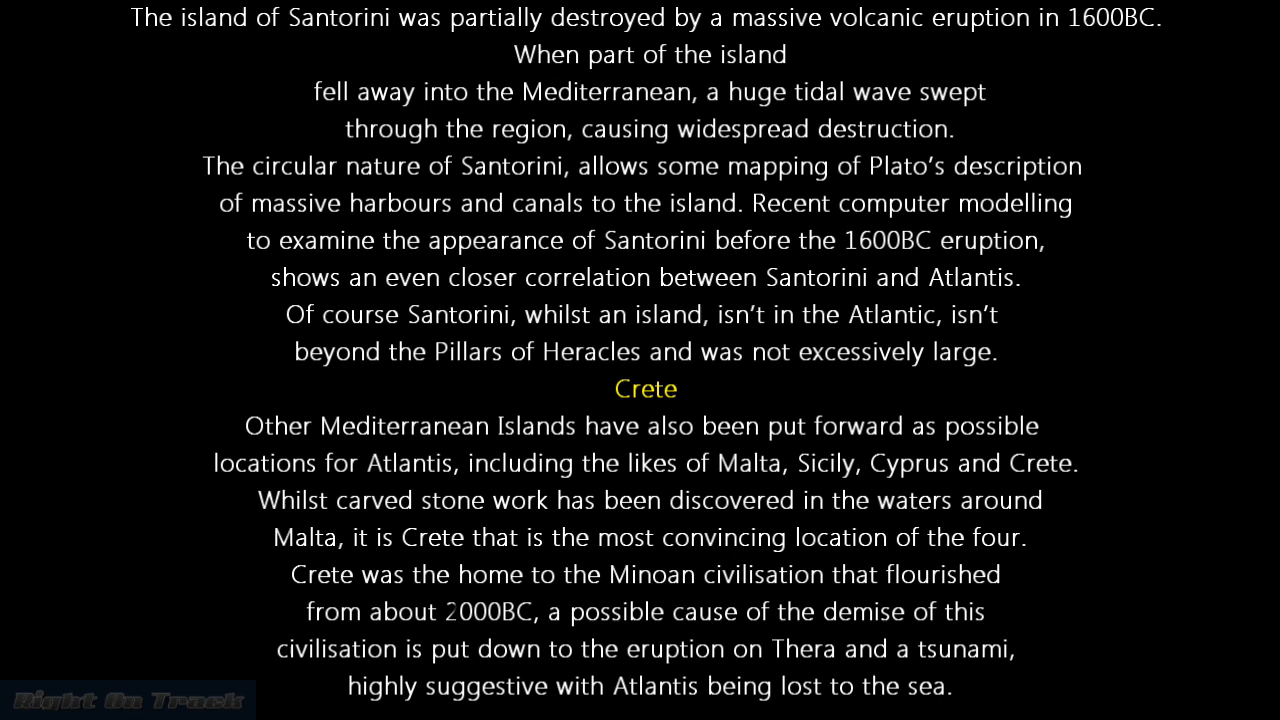 The island of Santorini was partially destroyed by a massive volcanic eruption in 1600BC.
When part of the island
fell away into the Mediterranean, a huge tidal wave swept
through the region, causing widespread destruction.
The circular nature of Santorini, allows some mapping of Plato’s description
of massive harbours and canals to the island. Recent computer modelling
to examine the appearance of Santorini before the 1600BC eruption,
shows an even closer correlation between Santorini and Atlantis.
Of course Santorini, whilst an island, isn’t in the Atlantic, isn’t
beyond the Pillars of Heracles and was not excessively large.
Crete
Other Mediterranean Islands have also been put forward as possible
locations for Atlantis, including the likes of Malta, Sicily, Cyprus and Crete.
Whilst carved stone work has been discovered in the waters around
Malta, it is Crete that is the most convincing location of the four.
Crete was the home to the Minoan civilisation that flourished
from about 2000BC, a possible cause of the demise of this
civilisation is put down to the eruption on Thera and a tsunami,
highly suggestive with Atlantis being lost to the sea.
Right On Track